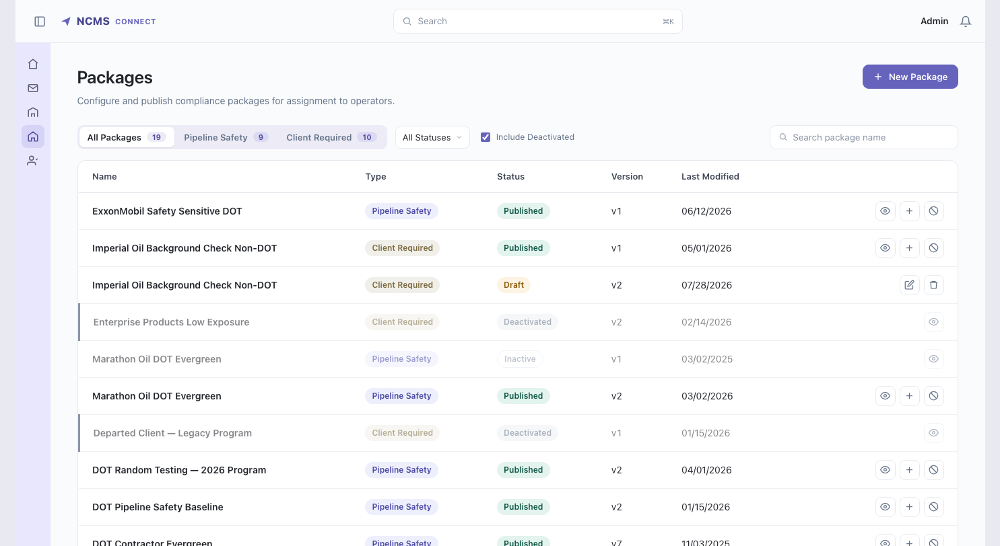 NCMS CONNECT
Search ⌘K
Admin
Packages
New Package
Configure and publish compliance packages for assignment to operators.
All Packages 19 Pipeline Safety 9 Client Required 10 All Statuses Include Deactivated Search package name
Name Type Status Version Last Modified
ExxonMobil Safety Sensitive DOT Pipeline Safety Published v1 06/12/2026
Imperial Oil Background Check Non-DOT Client Required Published v1 05/01/2026
Imperial Oil Background Check Non-DOT Client Required Draft v2 07/28/2026
Enterprise Products Low Exposure Client Required Deactivated v2 02/14/2026
Marathon Oil DOT Evergreen Pipeline Safety Inactive v1 03/02/2025
Marathon Oil DOT Evergreen Pipeline Safety Published v2 03/02/2026
Departed Client — Legacy Program Client Required Deactivated v1 01/15/2026
DOT Random Testing — 2026 Program Pipeline Safety Published v2 04/01/2026
DOT Pipeline Safety Baseline Pipeline Safety Published v2 01/15/2026
DOT Contractor Evergreen Pipeline Safety Published v7 11/03/2025